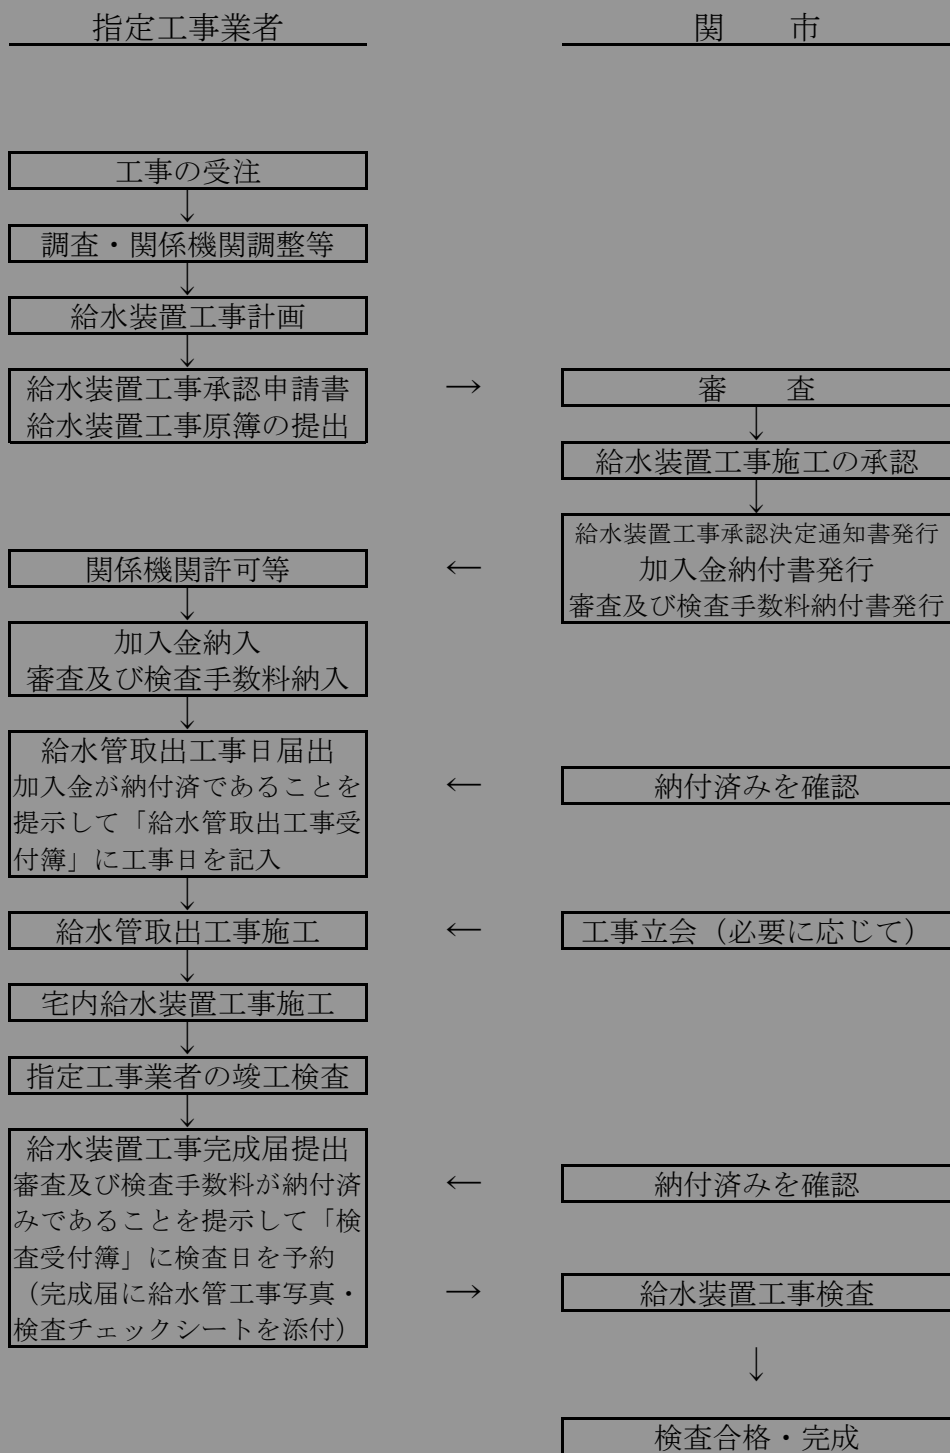 指定工事業者
関　　市
工事の受注
↓
調査・関係機関調整等
↓
給水装置工事計画
↓
給水装置工事承認申請書
給水装置工事原簿の提出
→
審　　査
↓
給水装置工事施工の承認
↓
給水装置工事承認決定通知書発行
加入金納付書発行
審査及び検査手数料納付書発行
←
関係機関許可等
↓
加入金納入
審査及び検査手数料納入
↓
給水管取出工事日届出
加入金が納付済であることを
提示して「給水管取出工事受
付簿」に工事日を記入
←
納付済みを確認
↓
給水管取出工事施工
←
工事立会（必要に応じて）
↓
宅内給水装置工事施工
↓
指定工事業者の竣工検査
↓
給水装置工事完成届提出
審査及び検査手数料が納付済
みであることを提示して「検
査受付簿」に検査日を予約
（完成届に給水管工事写真・
検査チェックシートを添付）
←
納付済みを確認
→
給水装置工事検査
↓
検査合格・完成